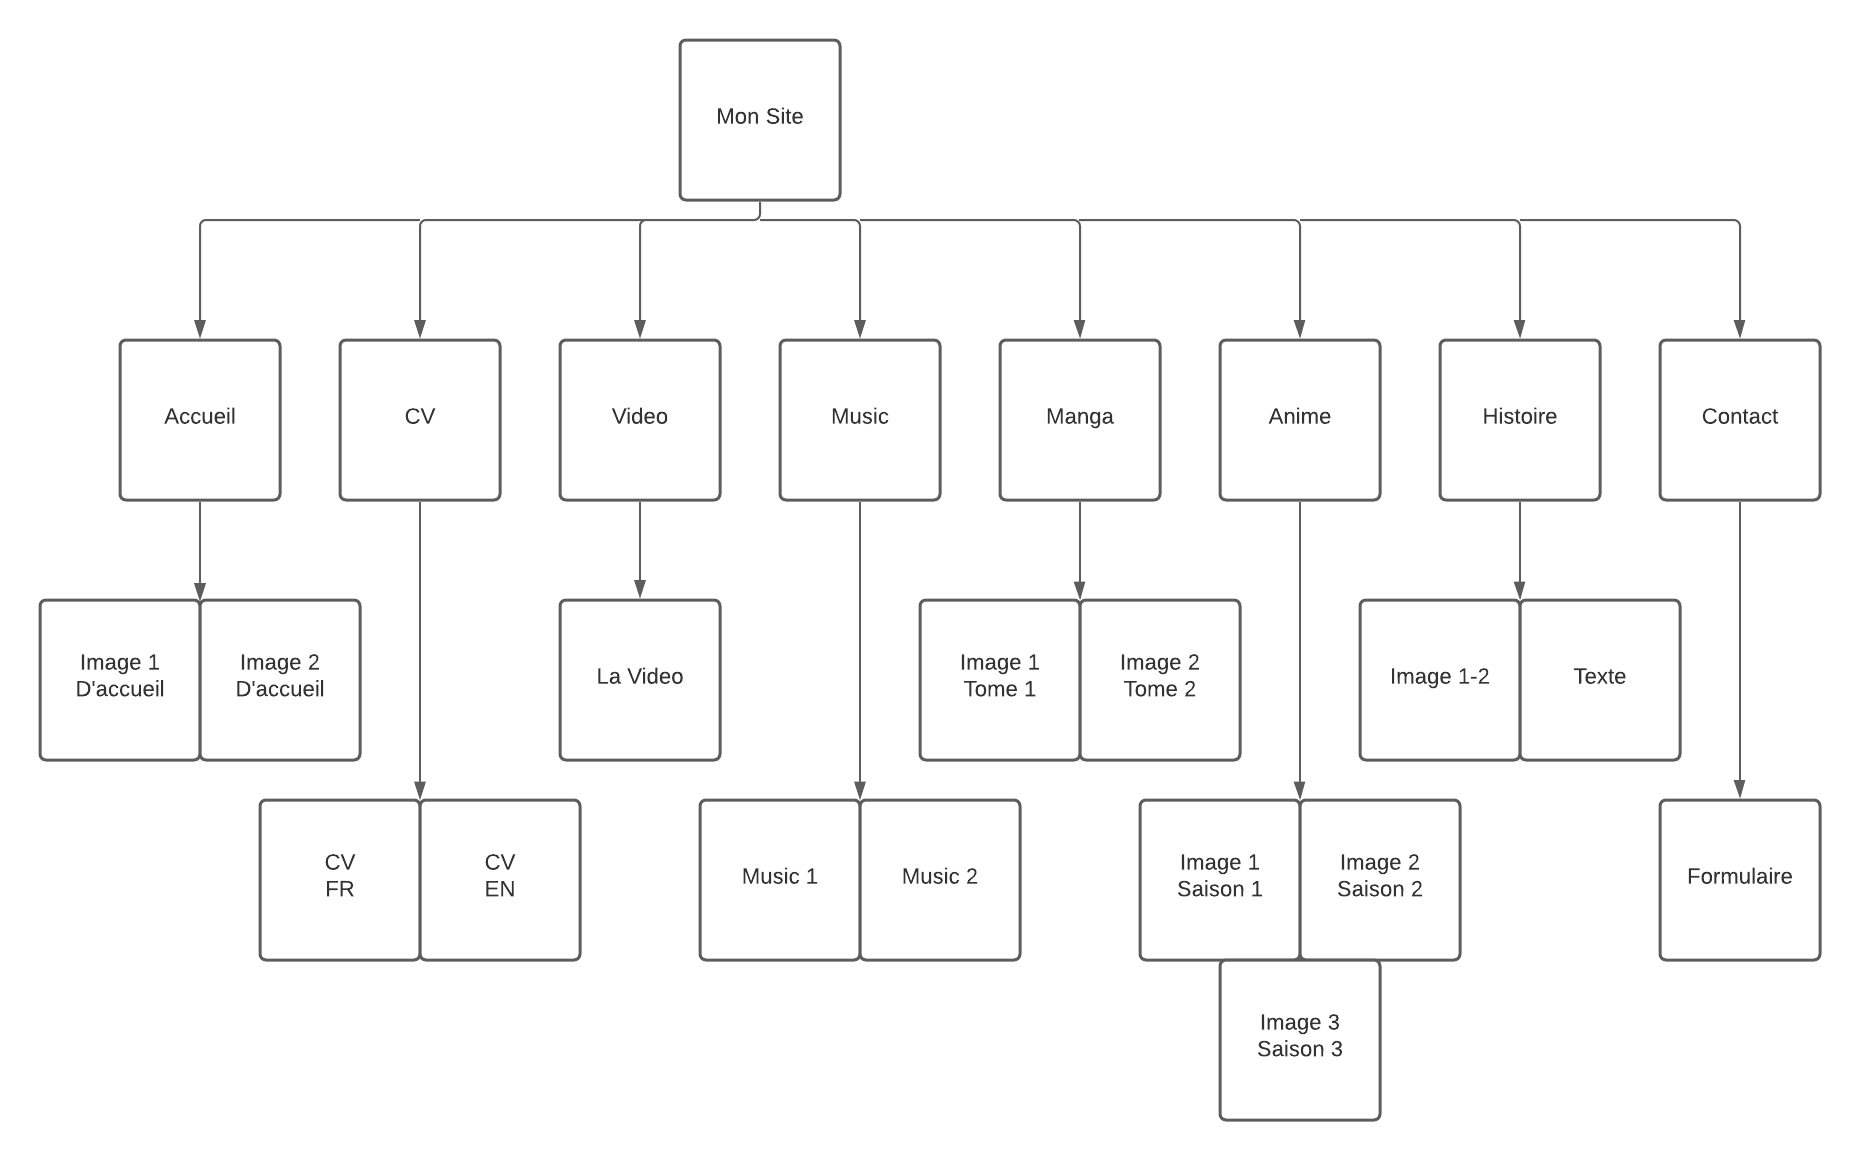 Mon Site
Accueil
CV
Video
Music
Manga
Anime
Histoire
Contact
Image 1
D'accueil
Image 2
D'accueil
La Video
Image 1
Tome 1
Image 2
Tome 2
Image 1-2
Texte
CV
FR
CV
EN
Music 1
Music 2
Image 1
Saison 1
Image 2
Saison 2
Formulaire
Image 3
Saison 3